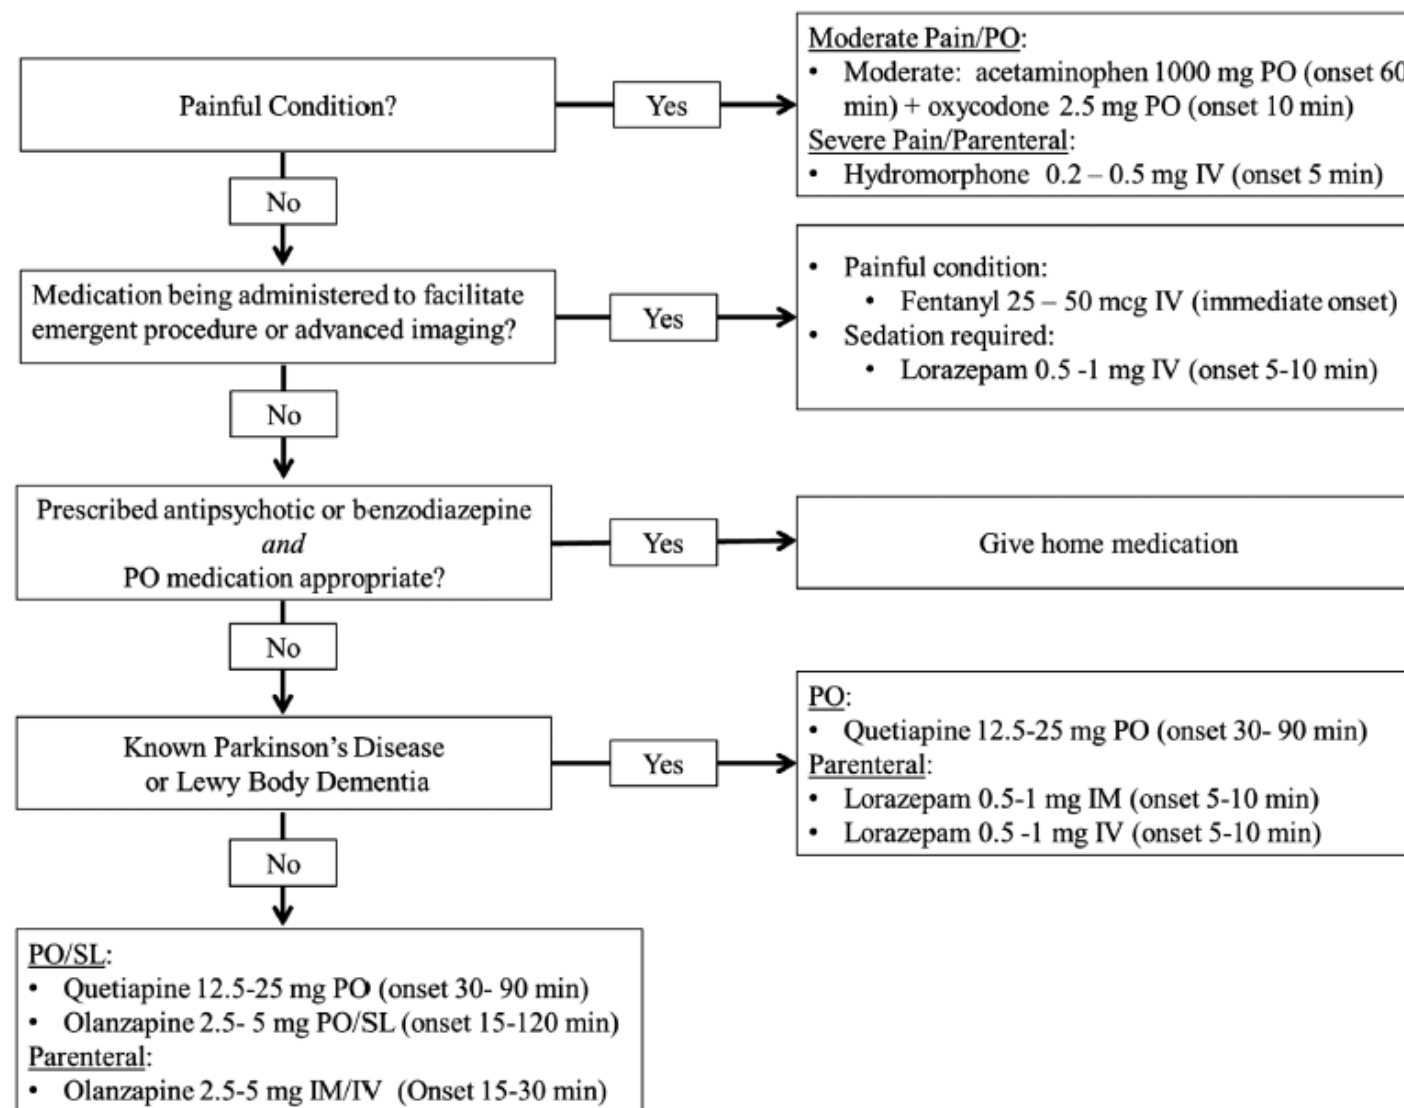 Painful Condition?
Yes
Moderate Pain/PO:
• Moderate: acetaminophen 1000 mg PO (onset 60
min) + oxycodone 2.5 mg PO (onset 10 min)
Severe Pain/Parenteral:
• Hydromorphone 0.2 – 0.5 mg IV (onset 5 min)
No
Medication being administered to facilitate
emergent procedure or advanced imaging?
Yes
• Painful condition:
• Fentanyl 25 – 50 mcg IV (immediate onset)
• Sedation required:
• Lorazepam 0.5 -1 mg IV (onset 5-10 min)
No
Prescribed antipsychotic or benzodiazepine
and
PO medication appropriate?
Yes
Give home medication
No
Known Parkinson's Disease
or Lewy Body Dementia
Yes
PO:
• Quetiapine 12.5-25 mg PO (onset 30- 90 min)
Parenteral:
• Lorazepam 0.5-1 mg IM (onset 5-10 min)
• Lorazepam 0.5 -1 mg IV (onset 5-10 min)
No
PO/SL:
• Quetiapine 12.5-25 mg PO (onset 30- 90 min)
• Olanzapine 2.5- 5 mg PO/SL (onset 15-120 min)
Parenteral:
• Olanzapine 2.5-5 mg IM/IV (Onset 15-30 min)